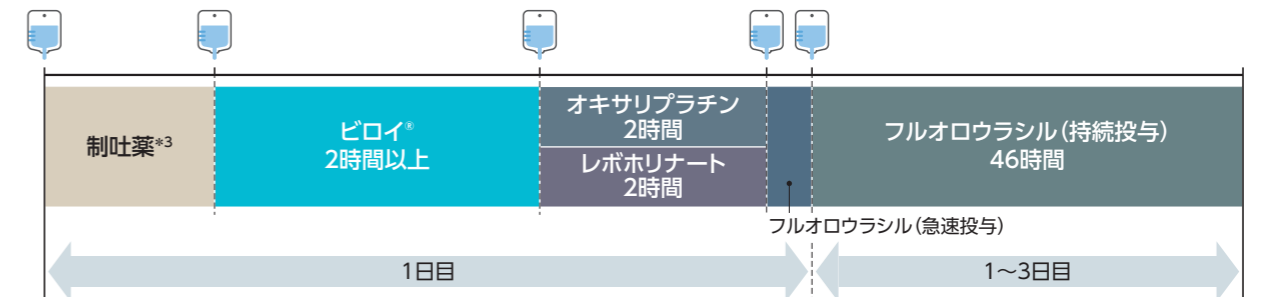 制吐薬*3
ビロイ®
2時間以上
オキサリプラチン
2時間
レボホリナート
2時間
フルオロウラシル（持続投与）
46時間
フルオロウラシル（急速投与）
1日目
1～3日目